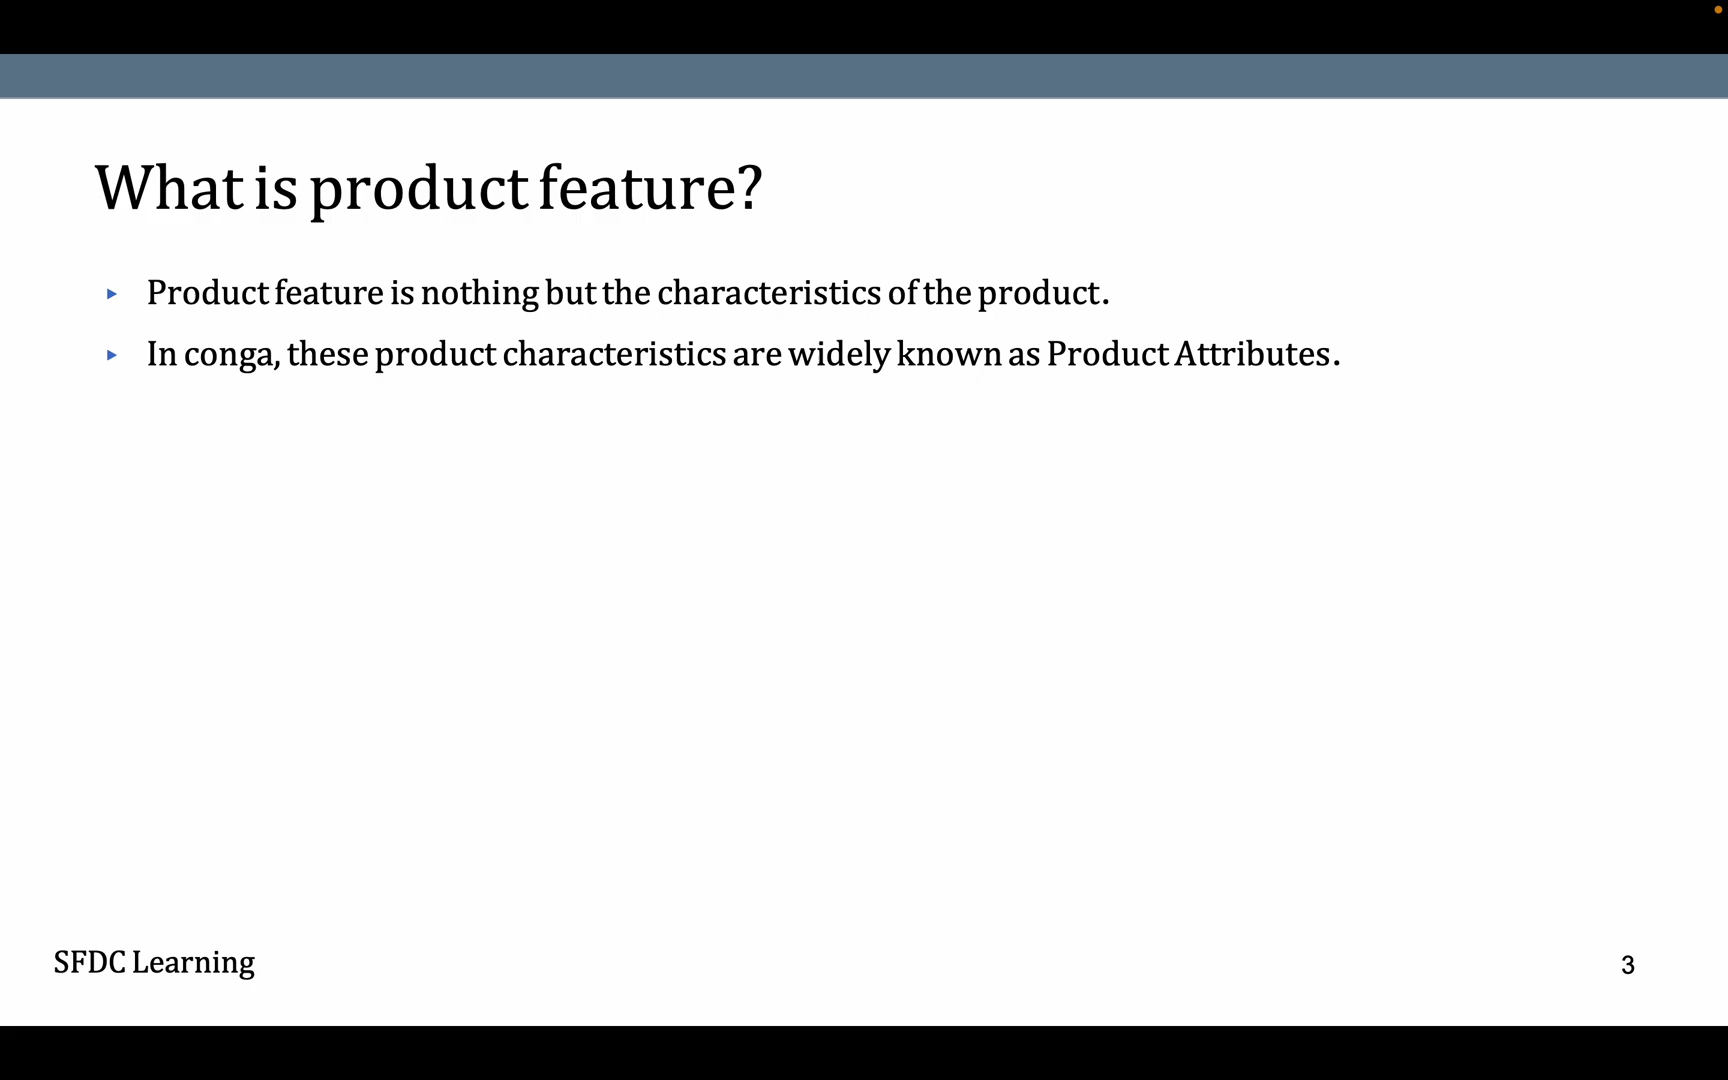 What is product feature?
Product feature is nothing but the characteristics of the product.
In conga, these product characteristics are widely known as Product Attributes.
SFDC Learning
3